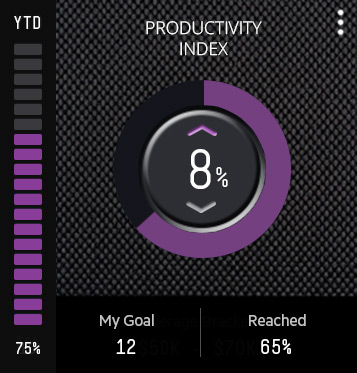 YTD
PRODUCTIVITY
INDEX
8%
75%
My Goal
12
Reached
65%